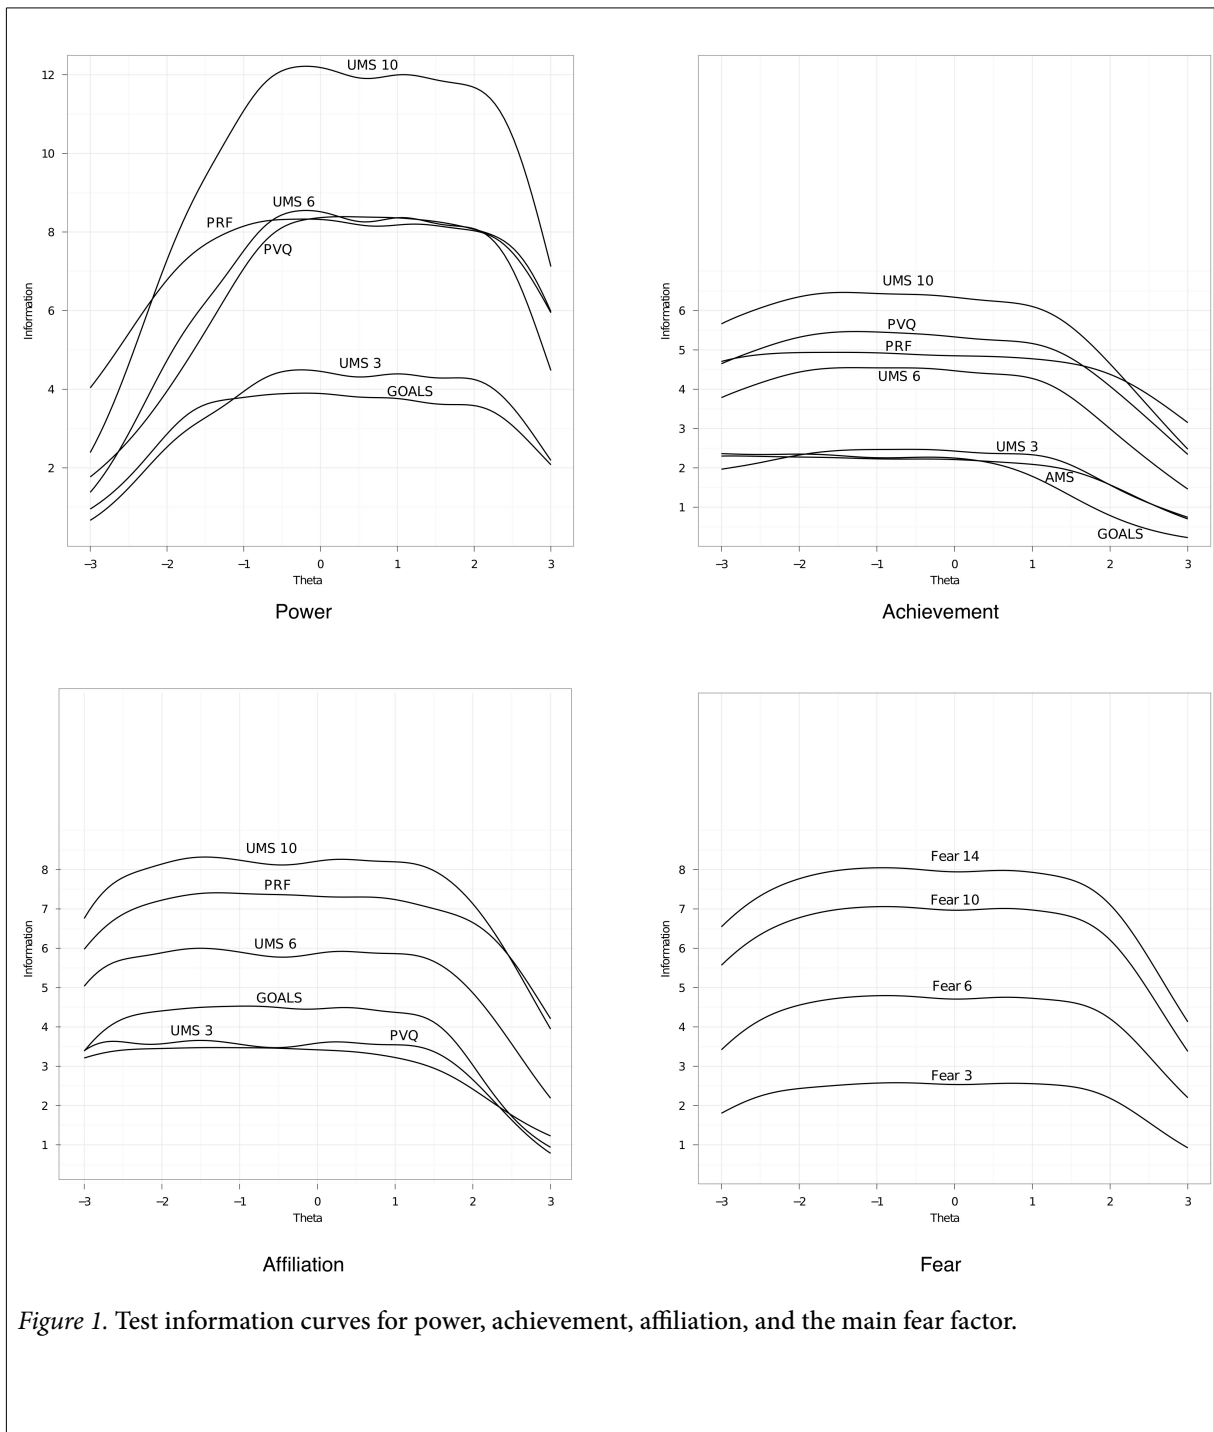 UMS 10
UMS 6
PRF
PVQ
UMS 3
GOALS
12
10
8
6
4
2
Information
−3 −2 −1 0 1 2 3
Theta
Power
UMS 10
PVQ
PRF
UMS 6
UMS 3
AMS
GOALS
6
5
4
3
2
1
Information
−3 −2 −1 0 1 2 3
Theta
Achievement
UMS 10
PRF
UMS 6
GOALS
UMS 3
PVQ
8
7
6
5
4
3
2
1
Information
−3 −2 −1 0 1 2 3
Theta
Affiliation
Fear 14
Fear 10
Fear 6
Fear 3
8
7
6
5
4
3
2
1
Information
−3 −2 −1 0 1 2 3
Theta
Fear
Figure 1. Test information curves for power, achievement, affiliation, and the main fear factor.